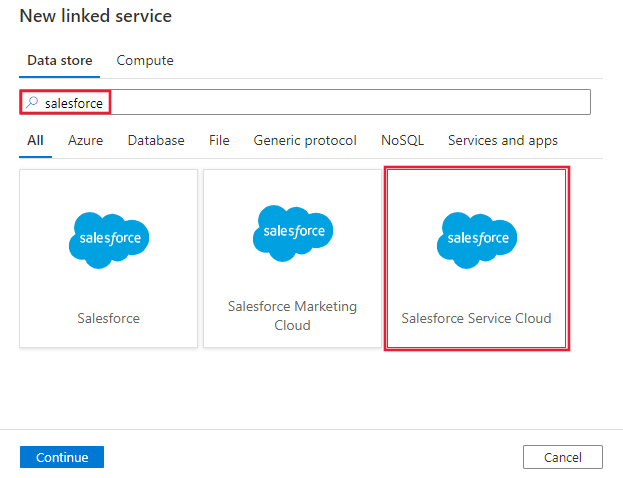 New linked service
Data store Compute
salesforce
All Azure Database File Generic protocol NoSQL Services and apps
salesforce salesforce salesforce
Salesforce
Salesforce Marketing
Cloud
Salesforce Service Cloud
Continue Cancel